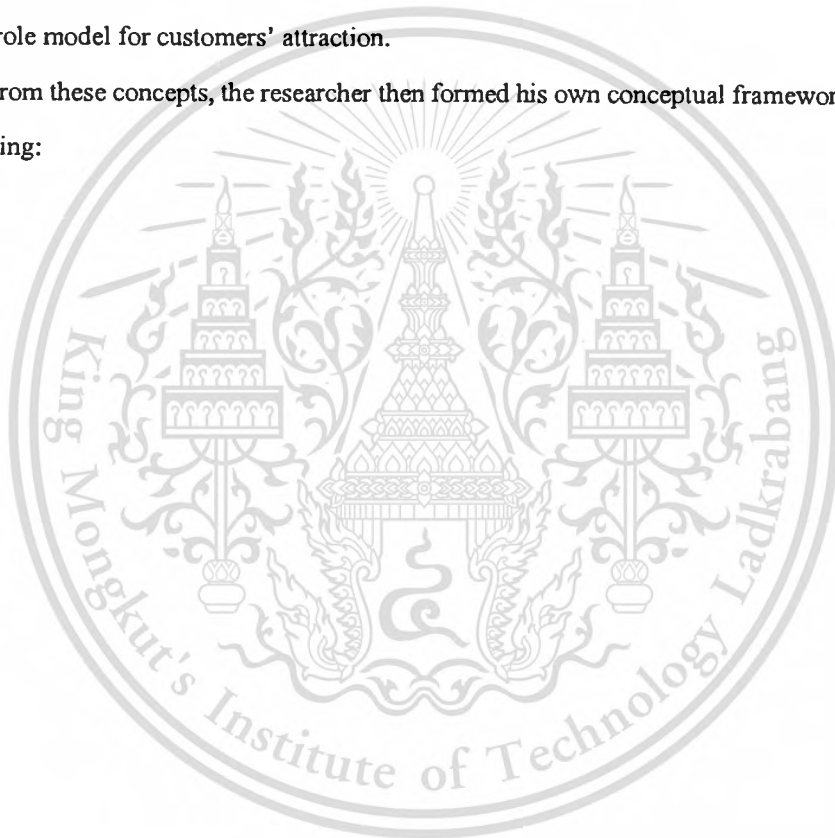 role model for customers' attraction.
rom these concepts, the researcher then formed his own conceptual framewor
ing:
King Mongkut's Institute of Technology Ladkrabang